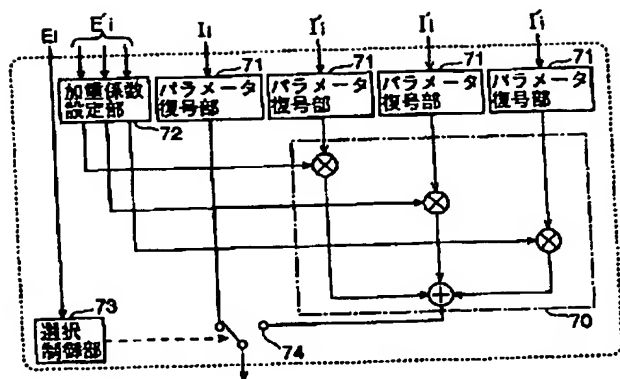 Ei
E'i
Ii
I'i
I'i
I'i
加重係数
設定部
72
パラメータ
復号部
71
パラメータ
復号部
71
パラメータ
復号部
71
パラメータ
復号部
71
73
選択
制御部
74
70